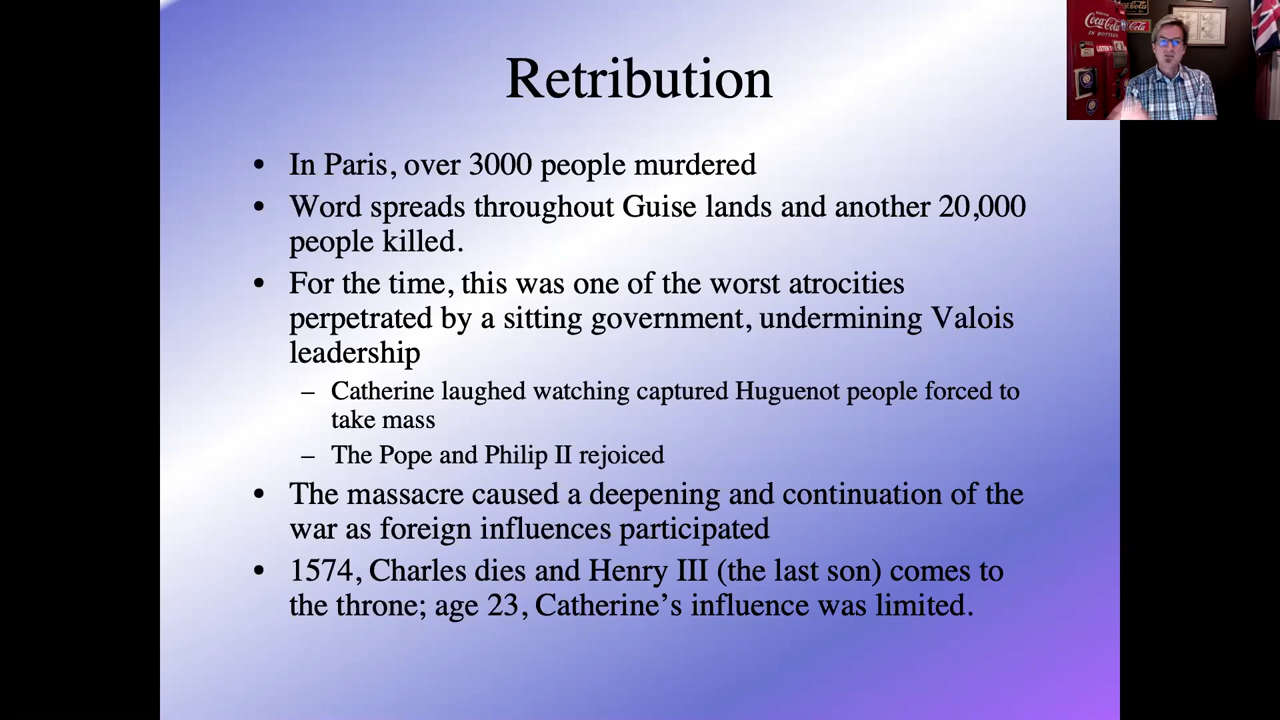 Retribution
• In Paris, over 3000 people murdered
• Word spreads throughout Guise lands and another 20,000
people killed.
• For the time, this was one of the worst atrocities
perpetrated by a sitting government, undermining Valois
leadership
– Catherine laughed watching captured Huguenot people forced to
take mass
– The Pope and Philip II rejoiced
• The massacre caused a deepening and continuation of the
war as foreign influences participated
• 1574, Charles dies and Henry III (the last son) comes to
the throne; age 23, Catherine’s influence was limited.
Coca-Cola
IN BOTTLES